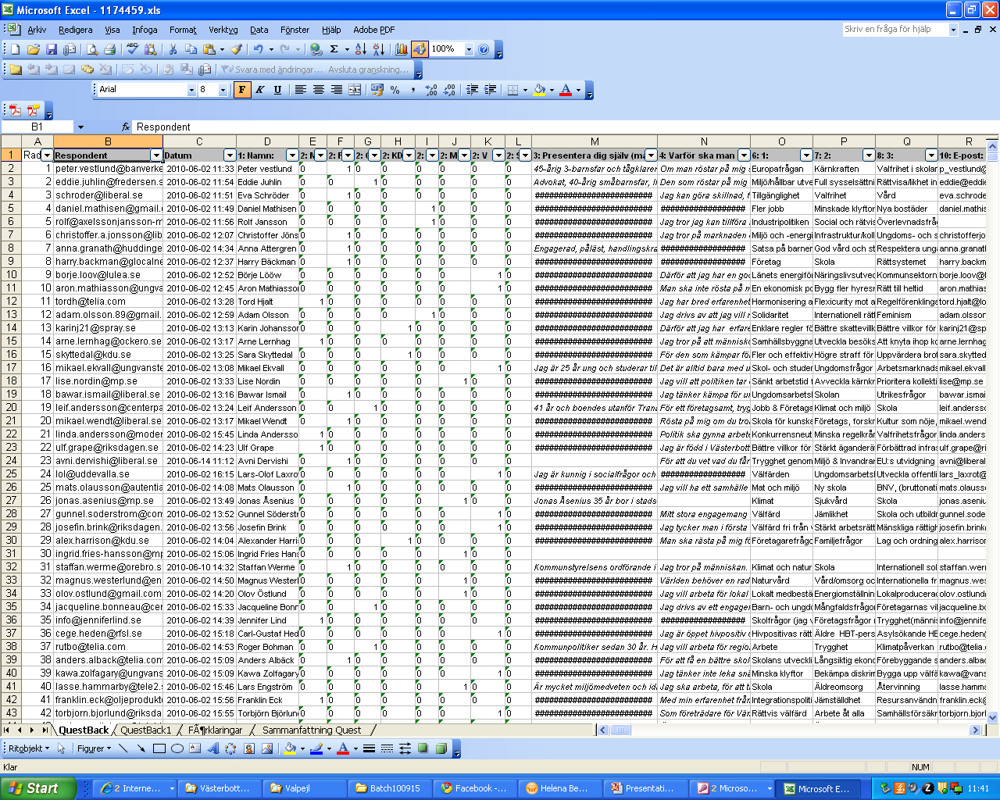 Microsoft Excel - 1174459.xls
Arkiv Redigera Visa Infoga Format Verktyg Data Fönster Hjälp Adobe PDF Skriv en fråga för hjälp
100%
Svara med ändringar... Avsluta granskning...
Arial 8 F K U
B1 fx Respondent
A B C D E F G H I J K L M N O P Q R
1 Rad Respondent Datum 1: Namn: 2: 2: 2: 2: KD 2: 2: M 2: V 2: S 3: Presentera dig själv (m 4: Varför ska man 6: 1: 7: 2: 8: 3: 10: E-post:
2 1 peter.vestlund@banverke 2010-06-02 11:33 Peter vestlund 0 1 0 0 0 0 0 0 45-årig 3-barnsfar och tågklarer Om man röstar på mig s Europafrågan Kärnkraften Valfrihet i skolan p_vestlund@
3 2 eddie.juhlin@fredersen.s 2010-06-02 11:54 Eddie Juhlin 0 0 1 0 0 0 0 0 Advokat, 40-årig småbarnsfar, Den som röstar på mig Miljö/hållbar utve Full sysselsättni Rättvisa/likhet in eddie@eddie
4 3 schroder@liberal.se 2010-06-02 11:51 Eva Schröder 0 1 0 0 0 0 0 0 ################### Jag kan göra skillnad, f Tillgänglighet Valfrihet Vård eva.schrode
5 4 daniel.mathisen@gmail. 2010-06-02 11:49 Daniel Mathisen 0 0 0 0 1 0 0 0 ################### ################## Fler jobb Minskade klyftor Nya bostäder daniel.mathis
6 5 rolf@axelssonjansson-m 2010-06-02 11:56 Rolf Jansson 0 0 0 0 1 0 0 0 ################### Jag tror jag kan tillföra Industripolitiken Social och rätvis Överlevnadsfråg
7 6 christoffer.a.jonsson@lib 2010-06-02 12:07 Christoffer Jöns 0 1 0 0 0 0 0 0 ################### Jag tror på marknaden Miljö och -energi Infrastruktur/koll Ungdoms- och s christofferjo
8 7 anna.granath@huddinge 2010-06-02 14:34 Anna Attergren 0 1 0 0 0 0 0 0 Engagerad, påläst, handlingskra ################## Satsa på barner God vård och st Respektera unga anna.granat
9 8 harry.backman@glocalne 2010-06-02 12:37 Harry Bäckman 0 1 0 0 0 0 0 0 ################### ################## Företag Skola Rättsystemet harry.backm
10 9 borje.loov@lulea.se 2010-06-02 12:52 Börje Lööw 0 0 0 0 0 0 1 0 ################### Därför att jag har en go Länets energiför Näringslivsutvec Kommunsektorn borje.loov@l
11 10 aron.mathiasson@ungva 2010-06-02 12:45 Aron Mathiasson 0 0 0 0 0 0 1 0 ################### Man ska inte rösta på m En ekonomisk po Bygg fler hyresr Rätt till heltid aron.mathias
12 11 tordh@telia.com 2010-06-02 13:28 Tord Hjalt 1 0 0 0 0 0 0 0 ################### Jag har bred erfarenhet Harmonisering a Flexicurity mot a Regelförenklinga tord.hjalt@lo
13 12 adam.olsson.89@gmail. 2010-06-02 12:59 Adam Olsson 0 0 0 0 1 0 0 0 ################### Jag drivs av att jag vill Solidaritet Internationell rätt Feminism adam.olsson
14 13 karinj21@spray.se 2010-06-02 13:13 Karin Johansson 0 0 0 1 0 0 0 0 ################### Därför att jag har erfare Enklare regler fö Bättre skattevillk Bättre villkor för karinj21@sp
15 14 arne.lernhag@ockero.se 2010-06-02 13:17 Arne Lernhag 1 0 0 0 0 0 0 0 ################### Jag tror på att människo Samhällsbyggna Utveckla besöks Att knyta ihop ko arne.lernhag
16 15 skyttedal@kdu.se 2010-06-02 13:25 Sara Skyttedal 0 0 0 1 0 0 0 0 ################### För den som kämpar för Fler och effektiv Högre straff för Uppvärdera brot sara.skytted
17 16 mikael.ekvall@ungvanste 2010-06-02 13:08 Mikael Ekvall 0 0 0 0 0 0 1 0 Jag är 25 år ung och studerar til Det är alltid bara med u Skol- och stude Ungdomsfrågor Arbetsmarknads mikael.ekvall
18 17 lise.nordin@mp.se 2010-06-02 13:33 Lise Nordin 0 0 0 0 0 1 0 0 ################### Jag vill att politiken tar Sänkt arbetstid t Avveckla kärnkr Prioritera kollekti lise@mp.se
19 18 bawar.ismail@liberal.se 2010-06-02 13:16 Bawar Ismail 0 1 0 0 0 0 0 0 ################### Jag tänker kämpa för ur Ungdomsarbets Skolan Utrikesfrågor bawar.ismai
20 19 leif.andersson@centerpa 2010-06-02 13:24 Leif Andersson 0 0 1 0 0 0 0 0 41 år och boendes utanför Tran För ett företagsamt, tryg Jobb & Företaga Klimat och miljö Skola leif.anderss
21 20 mikael.wendt@liberal.se 2010-06-02 13:17 Mikael Wendt 0 1 0 0 0 0 0 0 ################### Rösta på mig om du tro Skola för kunska Företags, forskn Kultur som nöje, mikael.wend
22 21 linda.andersson@moder 2010-06-02 15:45 Linda Andersso 1 0 0 0 0 0 0 0 ################### Politik ska gynna arbete Konkurrensneut Minska regelkrå Valfrihetsfrågor linda.anders
23 22 ulf.grape@riksdagen.se 2010-06-02 14:23 Ulf Grape 1 0 0 0 0 0 0 0 ################### Jag är född i Västerbott Bättre villkor för Stärkt äganderä Förbättrad infras ulf.grape@ri
24 23 avni.dervishi@liberal.se 2010-06-14 11:12 Avni Dervishi 0 1 0 0 0 0 0 0 För att du vet vad du får Trygghet genom Miljö & Invandrar EU:s utvidgning avni@liberal
25 24 lol@uddevalla.se 2010-06-02 16:15 Lars-Olof Laxro 0 0 0 0 0 0 1 0 Jag är kunnig i socialfrågor och ################## Välfärden Ungdomsarbetsl Utveckla offentli lars_laxrot@
26 25 mats.olausson@autentia 2010-06-02 14:08 Mats Olausson 0 1 0 0 0 0 0 0 ################### Jag vill ha ett samhälle Mat och miljö Ny skola BNV, (bruttonati mats.olauss
27 26 jonas.asenius@mp.se 2010-06-02 13:49 Jonas Åsenius 0 0 0 0 0 1 0 0 Jonas Åsenius 35 år bor i stads Klimat Sjukvård Skola jonas.aseniu
28 27 gunnel.soderstrom@com 2010-06-02 13:52 Gunnel Söderst 0 0 0 0 0 0 1 0 ################### Mitt stora engagemang Välfärd Jämlikhet Skola och utbildn gunnel.sode
29 28 josefin.brink@riksdagen. 2010-06-02 13:56 Josefin Brink 0 0 0 0 0 0 1 0 ################### Jag tycker man i första Välfärd fri från v Stärkt arbetsrätt Mänskliga rättigh josefin.brink
30 29 alex.harrison@kdu.se 2010-06-02 14:04 Alexander Harri 0 0 0 1 0 0 0 0 ################### Man ska rästa på mig fö Företagarefrågo Familjefrågor Lag och ordning alex.harrison
31 30 ingrid.fries-hansson@mp 2010-06-02 15:06 Ingrid Fries Hans 0 0 0 0 0 1 0
32 31 staffan.werme@orebro.s 2010-06-10 14:32 Staffan Werme 0 1 0 0 0 0 0 0 Kommunstyrelsens ordförande i Jag tror på människan. Klimat och natur Skola Internationell sol staffan.wern
33 32 magnus.westerlund@en 2010-06-02 14:50 Magnus Wester 0 0 0 0 0 1 0 0 ################### Världen behöver en rad Naturvård Vård/omsorg oc Internationella fr magnus.wes
34 33 olov.ostlund@gmail.com 2010-06-02 14:20 Olov Östlund 0 0 0 0 0 1 0 0 ################### Jag vill arbeta för lokal Lokalt medbestä Energiomställnin Lokalproducerad olov.ostlund
35 34 jacqueline.bonneau@cer 2010-06-02 15:33 Jacqueline Bonr 0 0 1 0 0 0 0 0 ################### Jag drivs av ett engager Barn- och ungdo Mångfaldsfrågor Företagarnas vil jacqueline.bo
36 35 info@jenniferlind.se 2010-06-02 14:39 Jennifer Lind 1 0 0 0 0 0 0 0 ################### ################## Skolfrågor (jag v Företagsfrågor ( Trygghet(männis info@jennife
37 36 cege.heden@rfsl.se 2010-06-02 15:18 Carl-Gustaf Hed 0 0 0 0 0 0 1 0 ################### Jag är öppet hivpositiv o Hivpositivas rätt Äldre HBT-pers Asylsökande HB cege.heden@
38 37 rutbo@telia.com 2010-06-02 14:53 Roger Bohman 0 0 1 0 0 0 0 0 Kommunpolitiker sedan 30 år. H Jag vill arbeta för regio Arbete Trygghet Klimatpåverkan rutbo@telia.
39 38 anders.alback@telia.com 2010-06-02 15:09 Anders Albäck 1 0 0 0 0 0 0 0 ################### För att få en bättre skol Skolans utveckli Långsiktig ekono Förebyggande s anders.albac
40 39 kawa.zolfagary@ungvans 2010-06-02 15:09 Kawa Zolfagary 0 0 0 0 0 0 1 0 ################### Jag tänker inte leka snä Minska klyftor Bekämpa diskrim Bygga upp välfä kawa@vans
41 40 lasse.hammarby@tele2. 2010-06-02 15:46 Lars Engström 0 0 0 0 0 1 0 0 Är mycket miljömedveten och id Jag ska arbeta, för att t Skola Äldreomsorg Återvinning lasse.hamma
42 41 franklin.eck@oljeprodukt 2010-06-02 15:56 Franklin Eck 1 0 0 0 0 0 0 0 ################### Med min erfarenhet från Integrationspoliti Jämställdhet Resursanvändn franklin.eck@
43 42 torbjorn.bjorlund@riksda 2010-06-02 15:55 Torbjörn Björlun 0 0 0 0 0 0 1 0 ################### Som företrädare för Vän Rättvis välfärd Arbete åt alla Samhällsförsäkr torbjorn.bjorl
QuestBack QuestBack1 FÃ¶rklaringar Sammanfattning Quest
Ritobjekt Figurer
Klar NUM
Start 2 Interne... Västerbott... Valpejl Batch100915 Facebook -... Helena Be... Presentati... 2 Microso... Microsoft E... 11:41